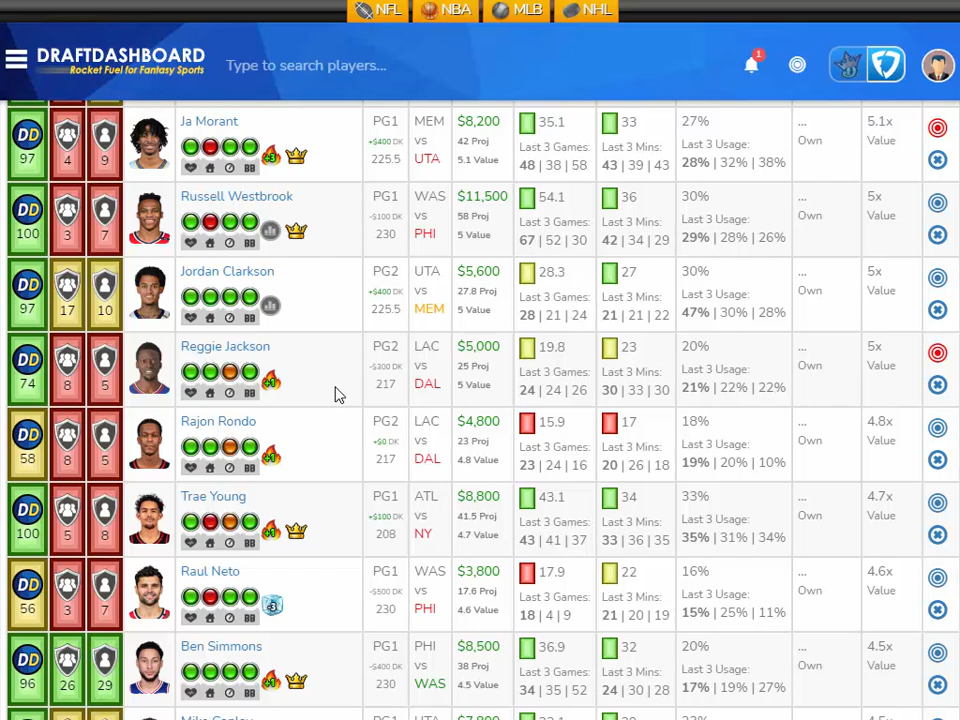 NFL NBA MLB NHL
DRAFTDASHBOARD
Rocket Fuel for Fantasy Sports
Type to search players...
1
DD 97 4 9 Ja Morant PG1 MEM $8,200 35.1 33 27% ... 5.1x
+3 +$400 DK VS 42 Proj Last 3 Games: Last 3 Mins: Last 3 Usage: Own Value
BB 225.5 UTA 5.1 Value 48 | 38 | 58 43 | 39 | 43 28% | 32% | 38%
DD 100 3 7 Russell Westbrook PG1 WAS $11,500 54.1 36 30% ... 5x
-$100 DK VS 58 Proj Last 3 Games: Last 3 Mins: Last 3 Usage: Own Value
BB 230 PHI 5 Value 67 | 52 | 30 42 | 34 | 29 29% | 28% | 26%
DD 97 17 10 Jordan Clarkson PG2 UTA $5,600 28.3 27 30% ... 5x
+$400 DK VS 27.8 Proj Last 3 Games: Last 3 Mins: Last 3 Usage: Own Value
BB 225.5 MEM 5 Value 28 | 21 | 24 21 | 21 | 22 47% | 30% | 28%
DD 74 8 5 Reggie Jackson PG2 LAC $5,000 19.8 23 20% ... 5x
+1 -$300 DK VS 25 Proj Last 3 Games: Last 3 Mins: Last 3 Usage: Own Value
BB 217 DAL 5 Value 24 | 24 | 26 30 | 33 | 30 21% | 22% | 22%
DD 58 8 5 Rajon Rondo PG2 LAC $4,800 15.9 17 18% ... 4.8x
+1 +$0 DK VS 23 Proj Last 3 Games: Last 3 Mins: Last 3 Usage: Own Value
BB 217 DAL 4.8 Value 23 | 24 | 16 20 | 26 | 18 19% | 20% | 10%
DD 100 5 8 Trae Young PG1 ATL $8,800 43.1 34 33% ... 4.7x
+1 +$100 DK VS 41.5 Proj Last 3 Games: Last 3 Mins: Last 3 Usage: Own Value
BB 208 NY 4.7 Value 43 | 41 | 37 33 | 36 | 35 35% | 31% | 34%
DD 56 3 7 Raul Neto PG1 WAS $3,800 17.9 22 16% ... 4.6x
-3 -$500 DK VS 17.6 Proj Last 3 Games: Last 3 Mins: Last 3 Usage: Own Value
BB 230 PHI 4.6 Value 18 | 4 | 9 21 | 20 | 19 15% | 25% | 11%
DD 96 26 29 Ben Simmons PG1 PHI $8,500 36.9 32 20% ... 4.5x
+1 -$400 DK VS 38 Proj Last 3 Games: Last 3 Mins: Last 3 Usage: Own Value
BB 230 WAS 4.5 Value 34 | 35 | 52 24 | 30 | 28 17% | 19% | 27%